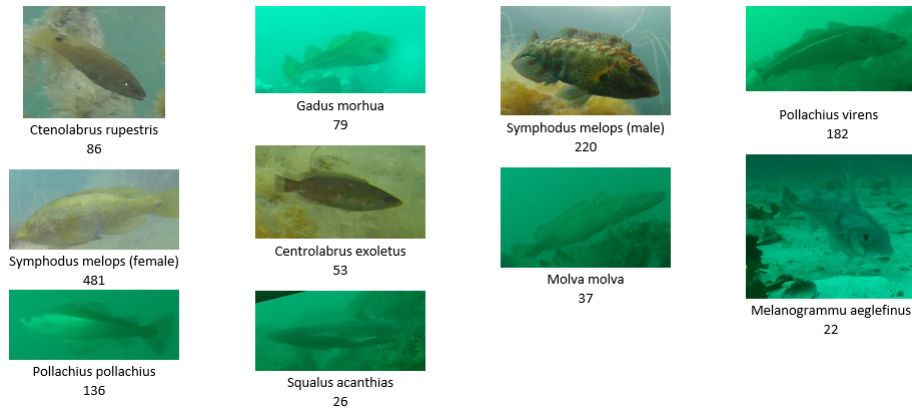 Ctenolabrus rupestris
86
Gadus morhua
79
Symphodus melops (male)
220
Pollachius virens
182
Symphodus melops (female)
481
Centrolabrus exoletus
53
Molva molva
37
Melanogrammu aeglefinus
22
Pollachius pollachius
136
Squalus acanthias
26